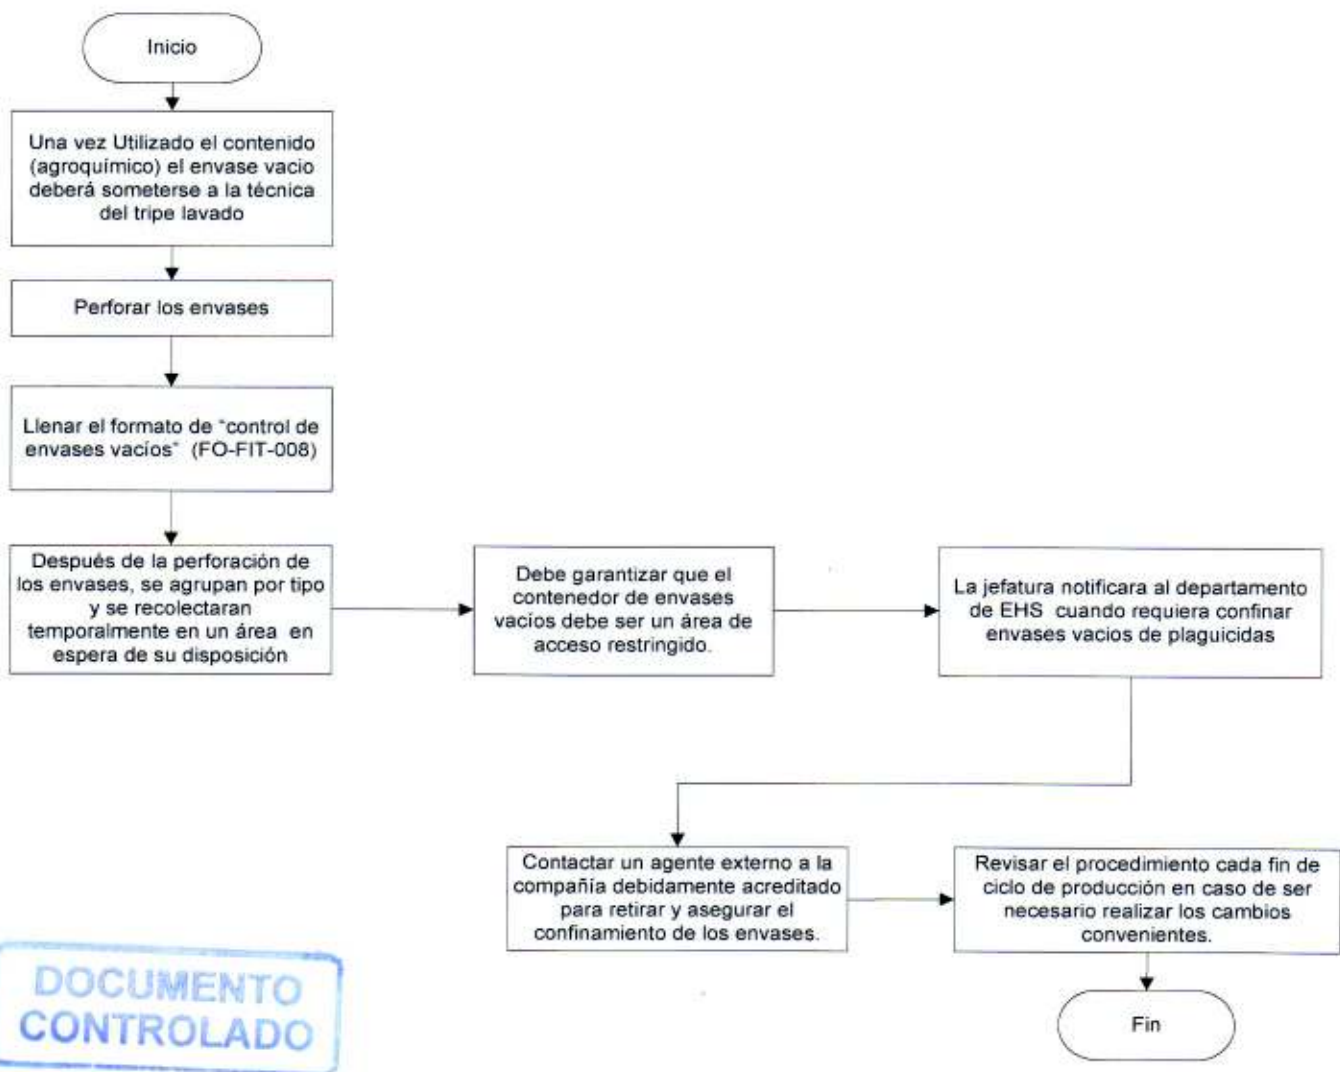 Inicio
Una vez Utilizado el contenido
(agroquímico) el envase vacio
deberá someterse a la técnica
del tripe lavado
Perforar los envases
Llenar el formato de "control de
envases vacíos" (FO-FIT-008)
Después de la perforación de
los envases, se agrupan por tipo
y se recolectaran
temporalmente en un área en
espera de su disposición
Debe garantizar que el
contenedor de envases
vacíos debe ser un área de
acceso restringido.
La jefatura notificara al departamento
de EHS cuando requiera confinar
envases vacios de plaguicidas
Contactar un agente externo a la
compañía debidamente acreditado
para retirar y asegurar el
confinamiento de los envases.
Revisar el procedimiento cada fin de
ciclo de producción en caso de ser
necesario realizar los cambios
convenientes.
Fin
DOCUMENTO
CONTROLADO